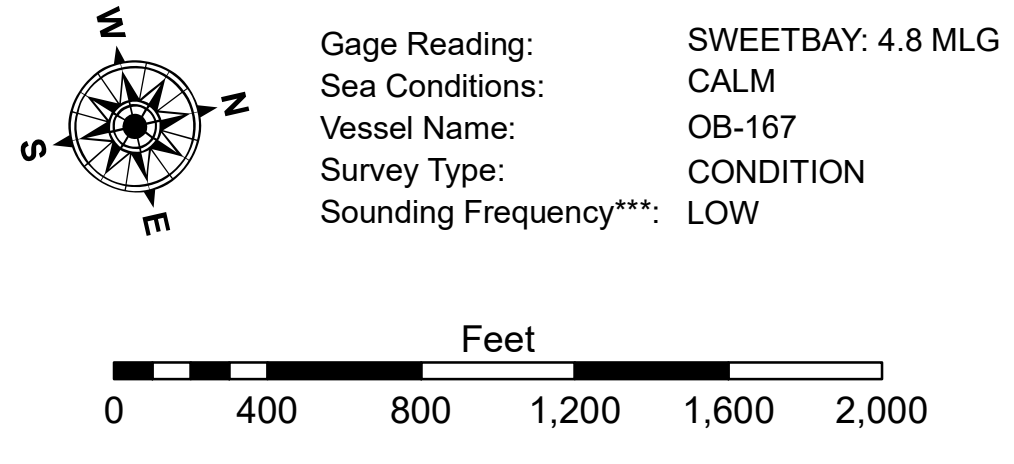 W
N
S
E
Gage Reading: SWEETBAY: 4.8 MLG
Sea Conditions: CALM
Vessel Name: OB-167
Survey Type: CONDITION
Sounding Frequency***: LOW
Feet
0 400 800 1,200 1,600 2,000